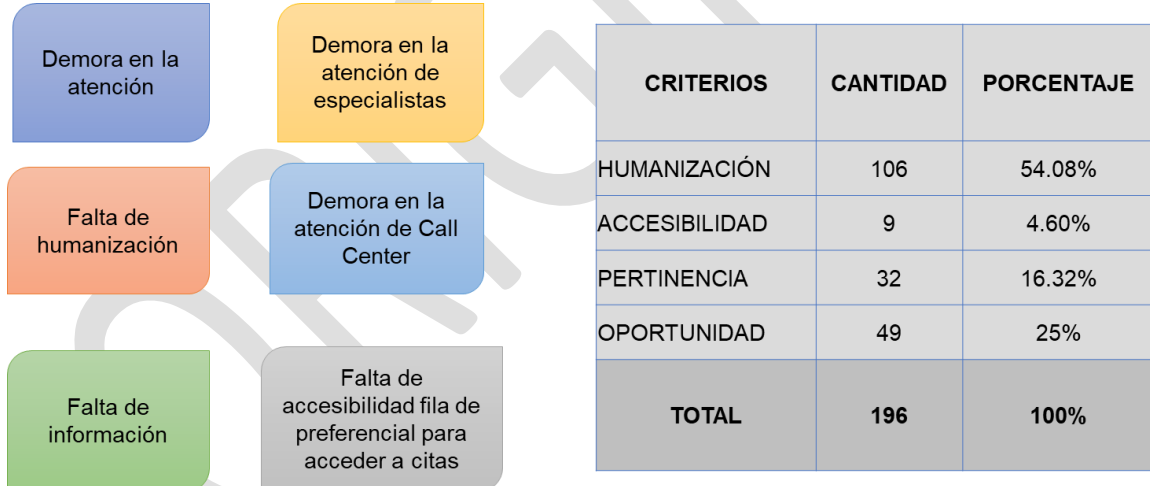 Demora en la
atención
Demora en la
atención de
especialistas
Falta de
humanización
Demora en la
atención de Call
Center
Falta de
información
Falta de
accesibilidad fila de
preferencial para
acceder a citas
CRITERIOS CANTIDAD PORCENTAJE
HUMANIZACIÓN 106 54.08%
ACCESIBILIDAD 9 4.60%
PERTINENCIA 32 16.32%
OPORTUNIDAD 49 25%
TOTAL 196 100%